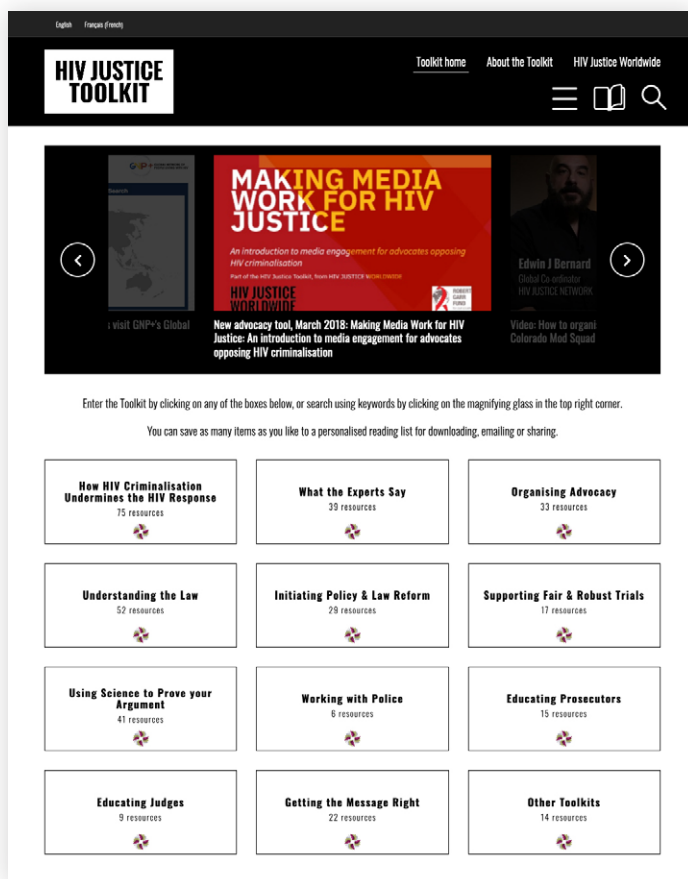 English Français (French)
HIV JUSTICE
TOOLKIT
Toolkit home About the Toolkit HIV Justice Worldwide
Search
MAKING MEDIA
WORK FOR HIV
JUSTICE
An introduction to media engagement for advocates opposing
HIV criminalisation
Part of the HIV Justice Toolkit, from HIV JUSTICE WORLDWIDE
HIV JUSTICE
WORLDWIDE
ROBERT
CARR
FUND
Edwin J Bernard
Global Co-ordinator
HIV JUSTICE NETWORK
s visit GNP+'s Global
New advocacy tool, March 2018: Making Media Work for HIV
Justice: An introduction to media engagement for advocates
opposing HIV criminalisation
Video: How to organi
Colorado Mod Squad
Enter the Toolkit by clicking on any of the boxes below, or search using keywords by clicking on the magnifying glass in the top right corner.
You can save as many items as you like to a personalised reading list for downloading, emailing or sharing.
How HIV Criminalisation
Undermines the HIV Response
75 resources
What the Experts Say
39 resources
Organising Advocacy
33 resources
Understanding the Law
52 resources
Initiating Policy & Law Reform
29 resources
Supporting Fair & Robust Trials
17 resources
Using Science to Prove your
Argument
41 resources
Working with Police
6 resources
Educating Prosecutors
15 resources
Educating Judges
9 resources
Getting the Message Right
22 resources
Other Toolkits
14 resources